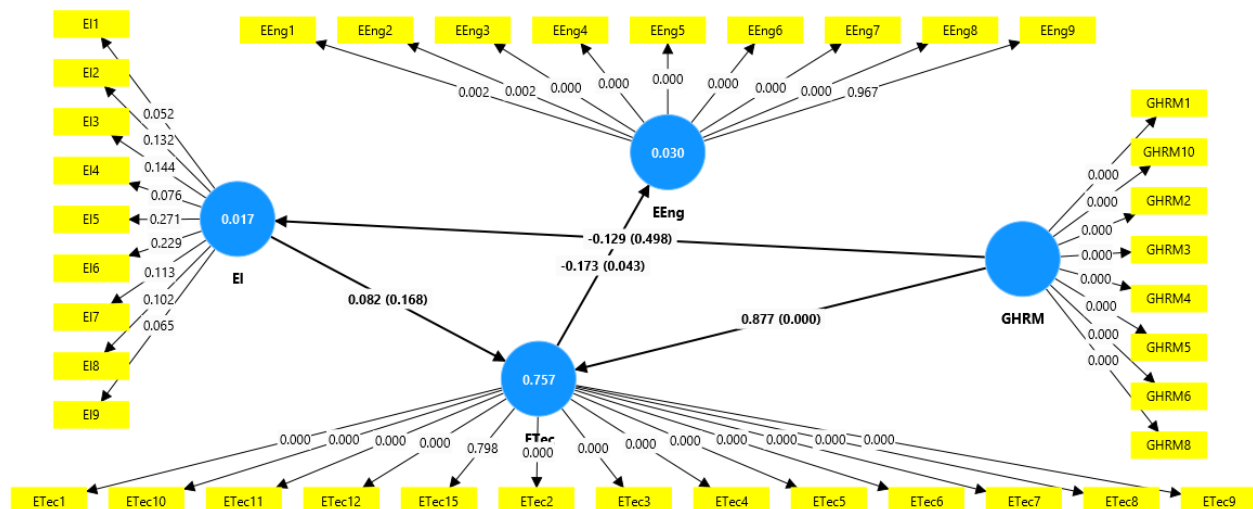 EI1
EI2
EI3
EI4
EI5
EI6
EI7
EI8
EI9
0.052
0.132
0.144
0.076
0.271
0.229
0.113
0.102
0.065
0.017
EI
EEng1 EEng2 EEng3 EEng4 EEng5 EEng6 EEng7 EEng8 EEng9
0.002 0.002 0.000 0.000 0.000 0.000 0.000 0.000 0.967
0.030
EEng
-0.129 (0.498)
-0.173 (0.043)
0.082 (0.168)
0.877 (0.000)
GHRM
0.000
0.000
0.000
0.000
0.000
0.000
0.000
0.000
GHRM1
GHRM10
GHRM2
GHRM3
GHRM4
GHRM5
GHRM6
GHRM8
0.757
ETec
0.000 0.000 0.000 0.000 0.798 0.000 0.000 0.000 0.000 0.000 0.000 0.000 0.000
ETec1 ETec10 ETec11 ETec12 ETec15 ETec2 ETec3 ETec4 ETec5 ETec6 ETec7 ETec8 ETec9